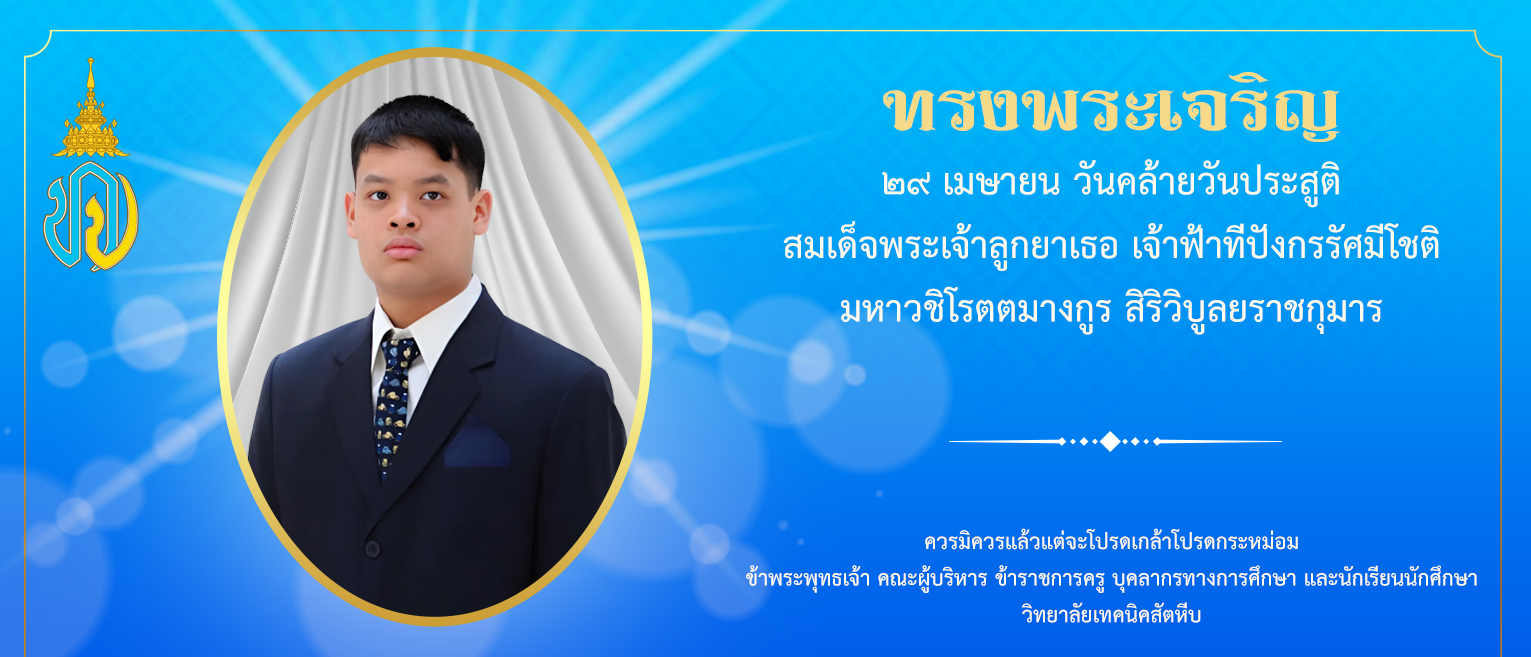 ทรงพระเจริญ
๒๙ เมษายน วันคล้ายวันประสูติ
สมเด็จพระเจ้าลูกยาเธอ เจ้าฟ้าทีปังกรรัศมีโชติ
มหาวชิโรตตมางกูร สิริวิบูลยราชกุมาร
ควรมิควรแล้วแต่จะโปรดเกล้าโปรดกระหม่อม
ข้าพระพุทธเจ้า คณะผู้บริหาร ข้าราชการครู บุคลากรทางการศึกษา และนักเรียนนักศึกษา
วิทยาลัยเทคนิคสัตหีบ